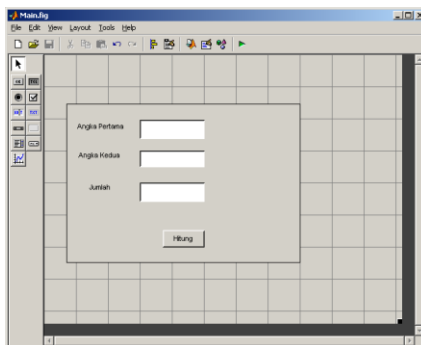 Main.fig
File Edit View Layout Tools Help
Angka Pertama
Angka Kedua
Jumlah
Hitung